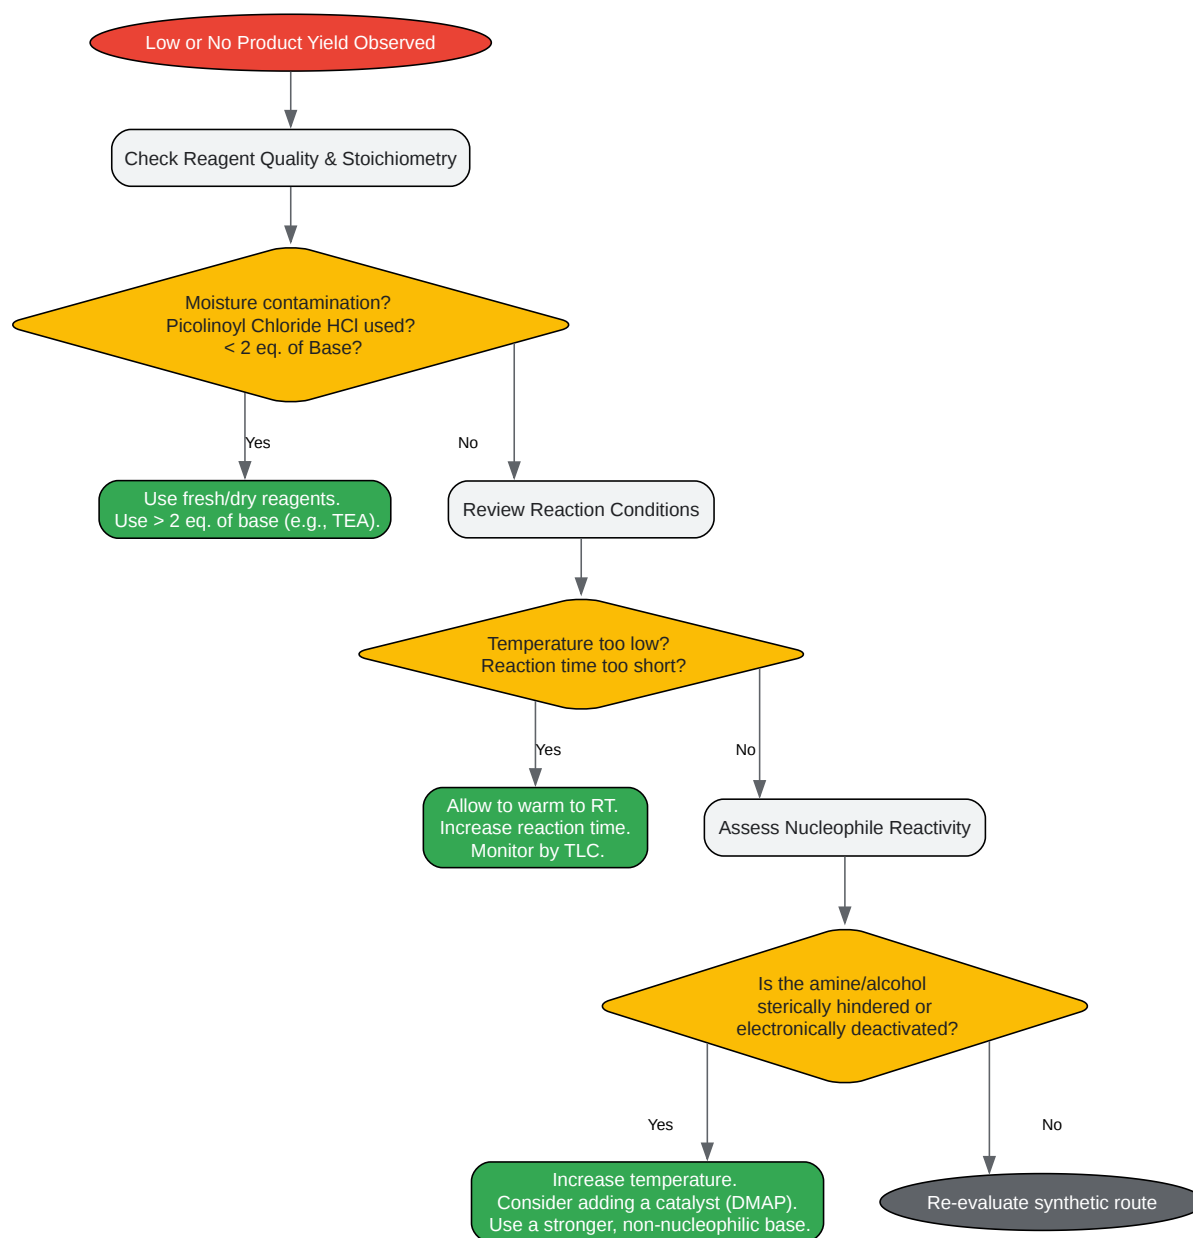 Low or No Product Yield Observed
Check Reagent Quality & Stoichiometry
Moisture contamination?
Picolinoyl Chloride HCl used?
< 2 eq. of Base?
Yes
No
Use fresh/dry reagents.
Use > 2 eq. of base (e.g., TEA).
Review Reaction Conditions
Temperature too low?
Reaction time too short?
Yes
No
Allow to warm to RT.
Increase reaction time.
Monitor by TLC.
Assess Nucleophile Reactivity
Is the amine/alcohol
sterically hindered or
electronically deactivated?
Yes
No
Increase temperature.
Consider adding a catalyst (DMAP).
Use a stronger, non-nucleophilic base.
Re-evaluate synthetic route